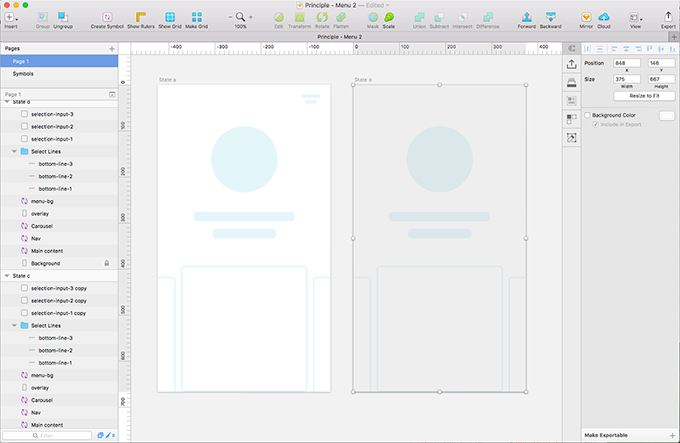 Principle - Menu 2 — Edited
Insert Group Ungroup Create Symbol Show Rulers Show Grid Make Grid 100% Edit Transform Rotate Flatten Mask Scale Union Subtract Intersect Difference Forward Backward Mirror Cloud View Export
Principle - Menu 2
Pages
Page 1
Symbols
Page 1
State d
selection-input-3
selection-input-2
selection-input-1
Select Lines
bottom-line-3
bottom-line-2
bottom-line-1
menu-bg
overlay
Carousel
Nav
Main content
Background
State c
selection-input-3 copy
selection-input-2 copy
selection-input-1 copy
Select Lines
bottom-line-3
bottom-line-2
bottom-line-1
menu-bg
overlay
Carousel
Nav
Main content
Filter
-400 -300 -200 -100 0 100 200 300 400
0
100
200
300
400
500
600
700
State a
State b
Position 848 146
X Y
Size 375 667
Width Height
Resize to Fit
Background Color
Include in Export
Make Exportable